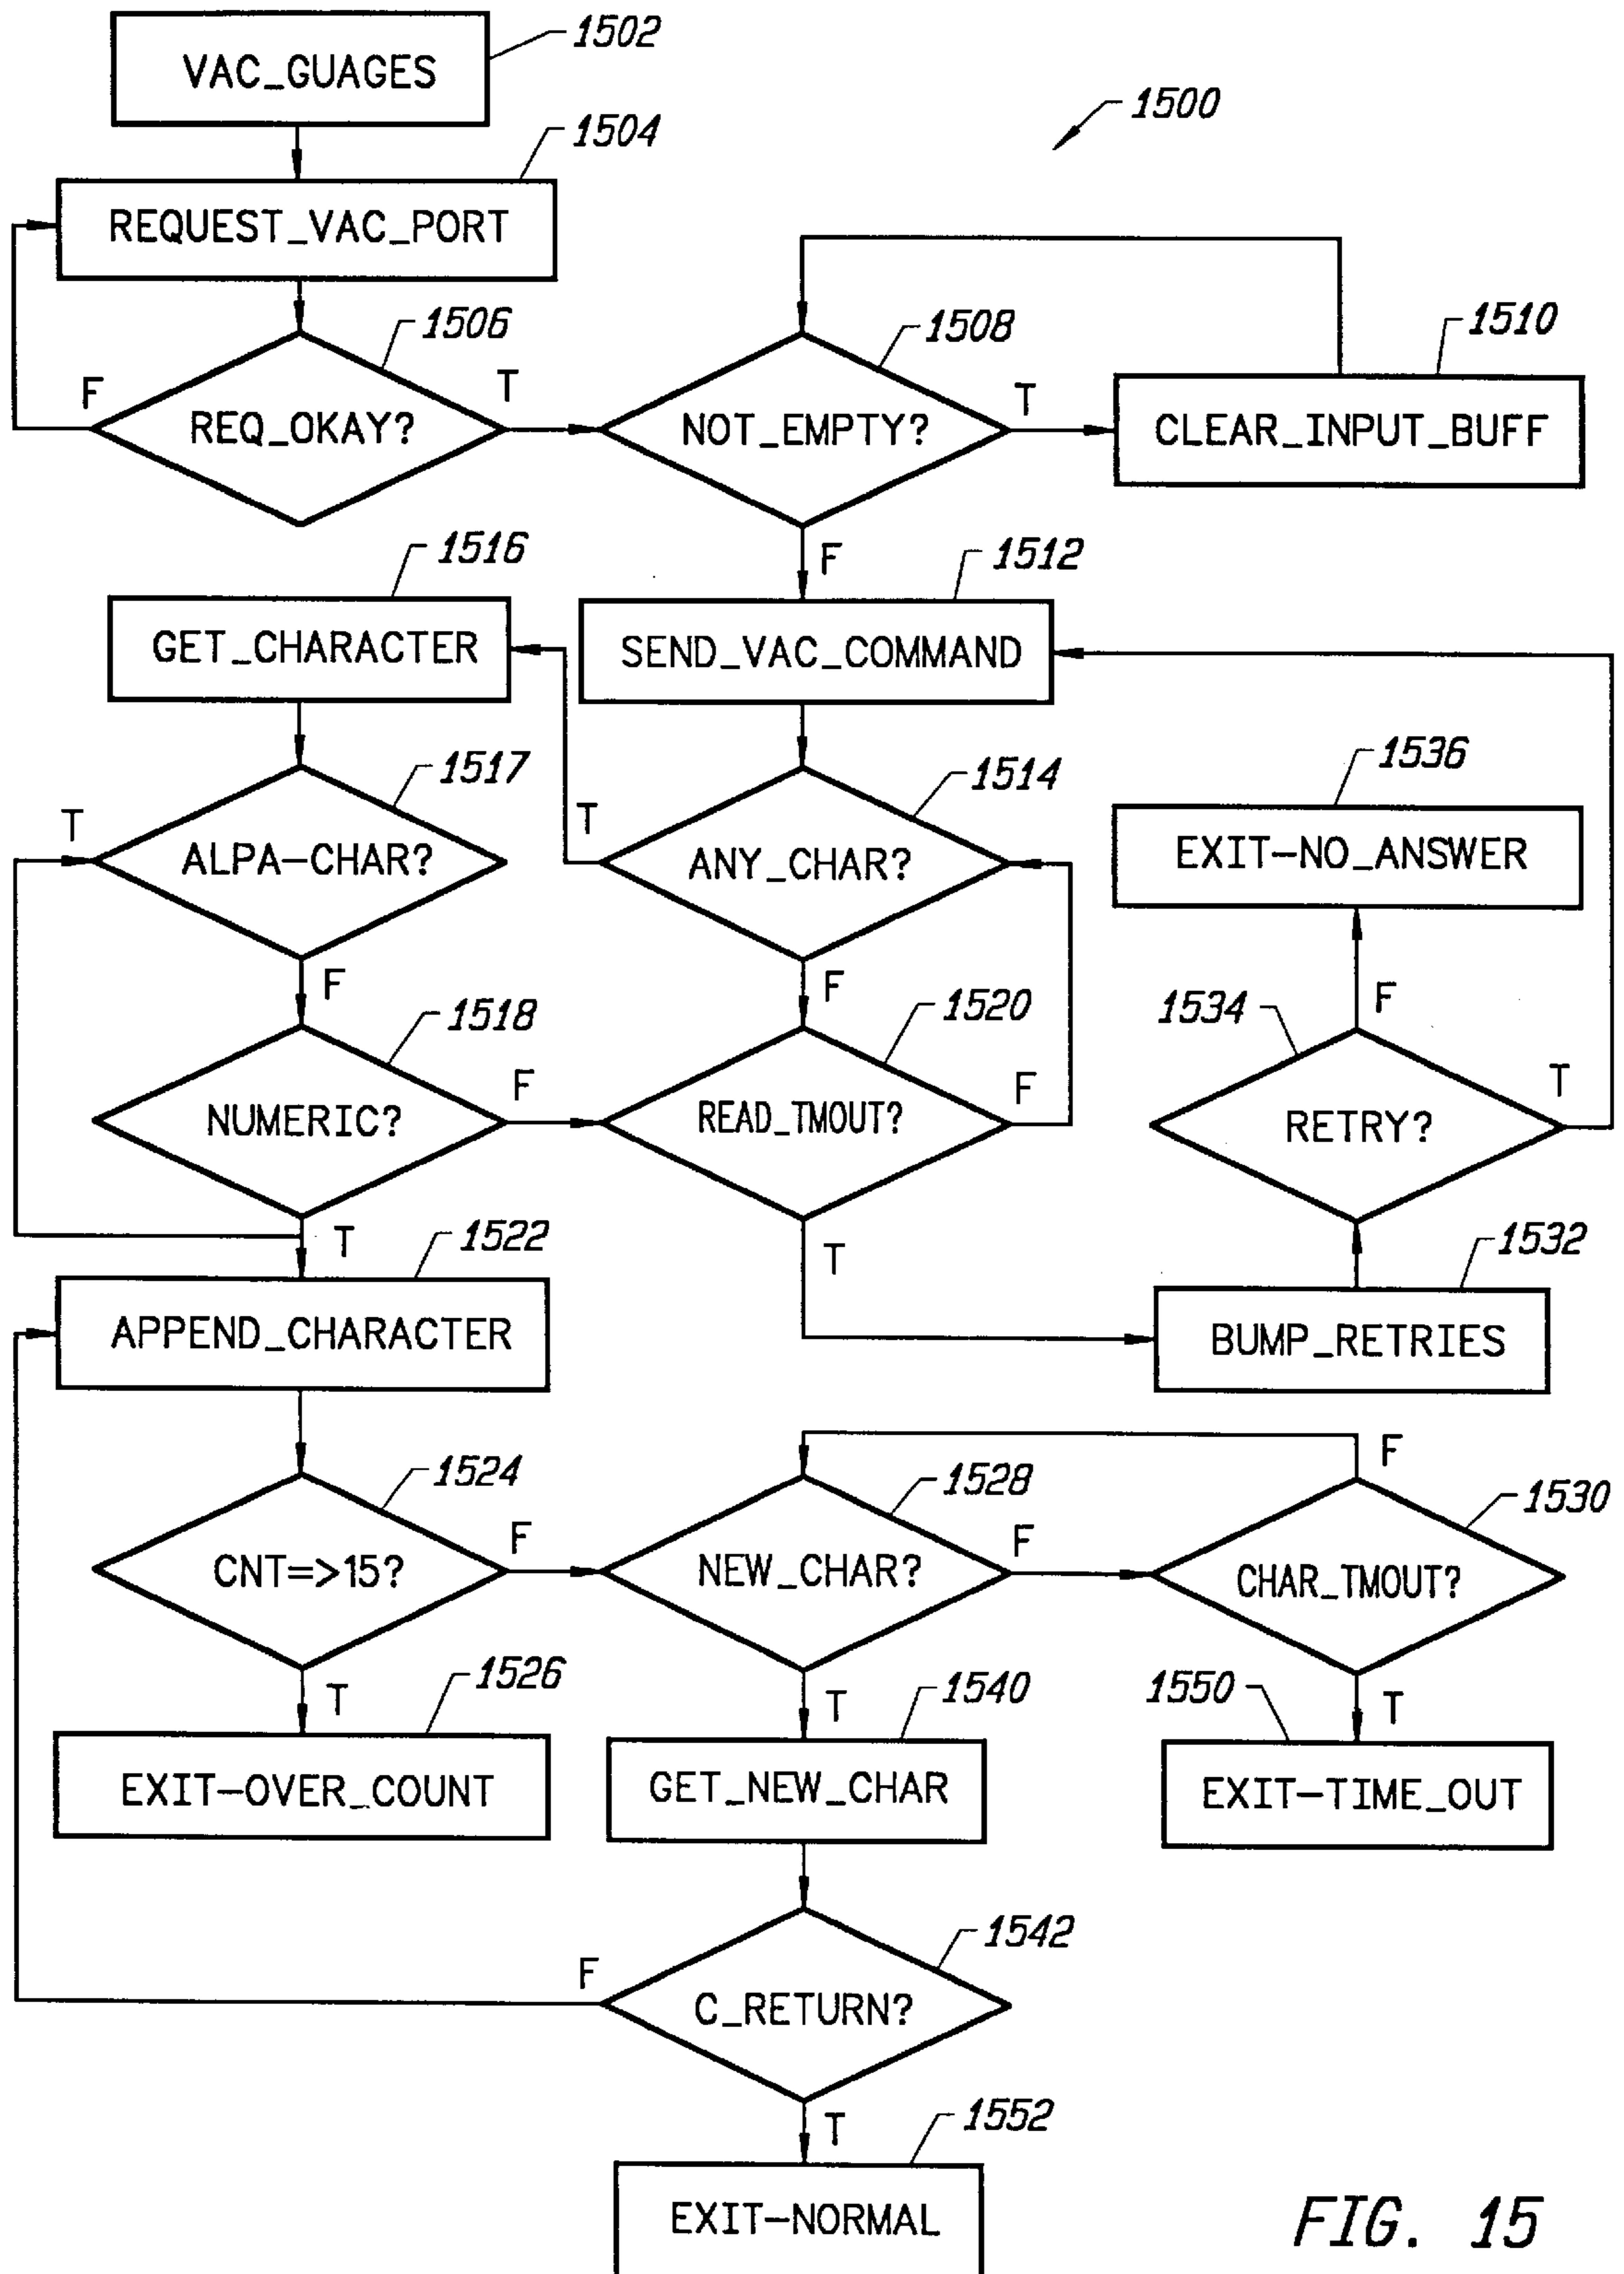 VAC_GUAGES
1502
1500
1504
REQUEST_VAC_PORT
1506
F
REQ_OKAY?
T
1508
NOT_EMPTY?
T
1510
CLEAR_INPUT_BUFF
F
1516
GET_CHARACTER
1512
SEND_VAC_COMMAND
1517
T
ALPA-CHAR?
F
1514
T
ANY_CHAR?
F
1536
EXIT-NO_ANSWER
F
1518
NUMERIC?
F
T
1520
READ_TMOUT?
F
T
1534
RETRY?
T
1522
APPEND_CHARACTER
1532
BUMP_RETRIES
1524
CNT=>15?
F
T
1528
NEW_CHAR?
F
T
F
1530
CHAR_TMOUT?
T
1526
EXIT-OVER_COUNT
1540
GET_NEW_CHAR
1550
EXIT-TIME_OUT
1542
F
C_RETURN?
T
1552
EXIT-NORMAL
FIG. 15